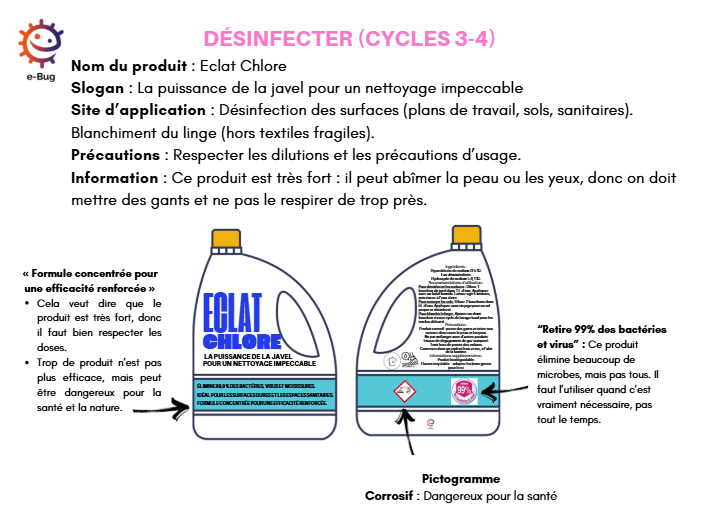 DÉSINFECTER (CYCLES 3-4)
e-Bug
Nom du produit : Eclat Chlore
Slogan : La puissance de la javel pour un nettoyage impeccable
Site d’application : Désinfection des surfaces (plans de travail, sols, sanitaires).
Blanchiment du linge (hors textiles fragiles).
Précautions : Respecter les dilutions et les précautions d’usage.
Information : Ce produit est très fort : il peut abîmer la peau ou les yeux, donc on doit
mettre des gants et ne pas le respirer de trop près.
« Formule concentrée pour
une efficacité renforcée »
• Cela veut dire que le
produit est très fort, donc
il faut bien respecter les
doses.
• Trop de produit n’est pas
plus efficace, mais peut
être dangereux pour la
santé et la nature.
ECLAT
CHLORE
LA PUISSANCE DE LA JAVEL
POUR UN NETTOYAGE IMPECCABLE
ÉLIMINE 99,9% DES BACTÉRIES, VIRUS ET MOISISSURES.
IDÉAL POUR LES SURFACES DURES ET LES ESPACES SANITAIRES.
FORMULE CONCENTRÉE POUR UNE EFFICACITÉ RENFORCÉE.
99%
“Retire 99% des bactéries
et virus” : Ce produit
élimine beaucoup de
microbes, mais pas tous. Il
faut l’utiliser quand c’est
vraiment nécessaire, pas
tout le temps.
Pictogramme
Corrosif : Dangereux pour la santé